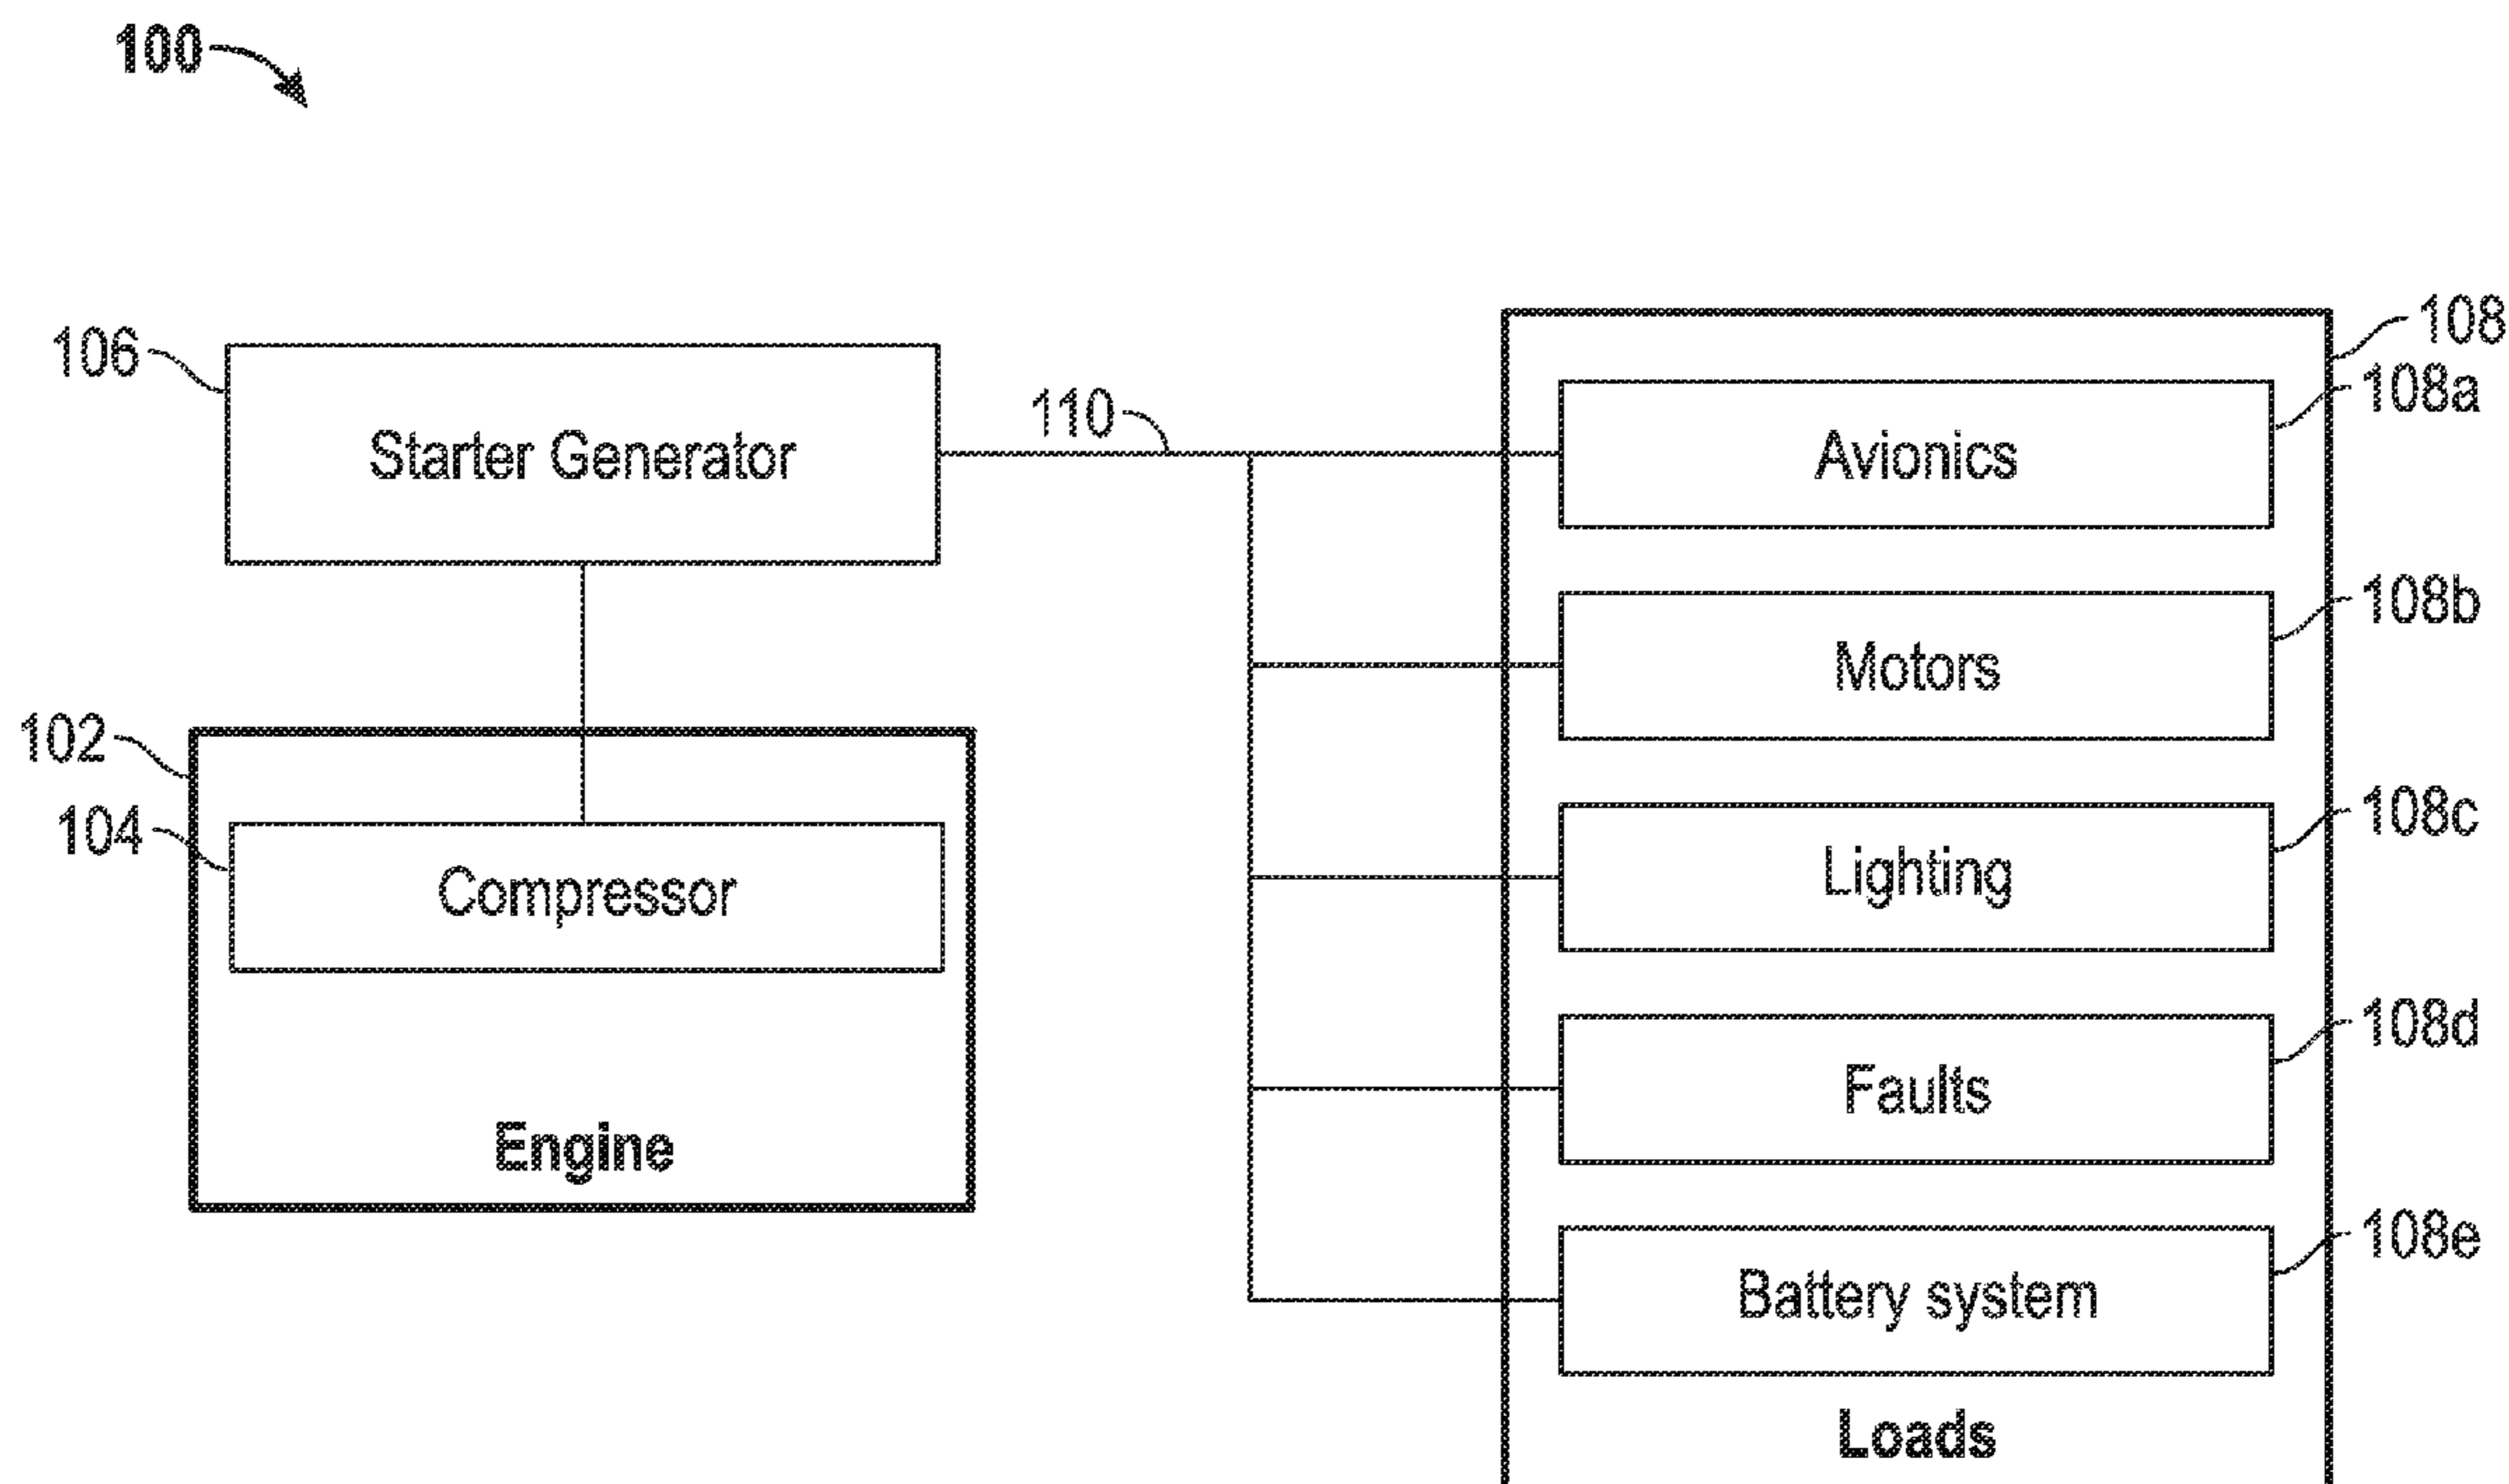 100
106
Starter Generator
110
108
108a
Avionics
108b
Motors
102
104
Compressor
108c
Lighting
Engine
108d
Faults
108e
Battery system
Loads